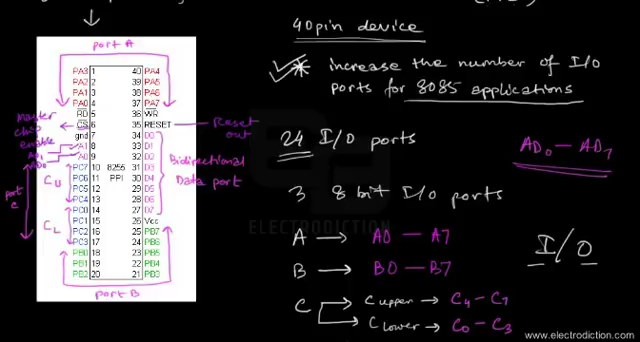 40pin device
increase the number of I/O
ports for 8085 applications
24 I/O ports
AD0 — AD7
3 8 bit I/O ports
A → A0 — A7
B → B0 — B7
I/O
C → C upper → C4 — C7
→ C lower → C0 — C3
port A
PA3 1 40 PA4
PA2 2 39 PA5
PA1 3 38 PA6
PA0 4 37 PA7
RD 5 36 WR
CS 6 35 RESET
gnd 7 34 D0
A1 8 33 D1
A0 9 32 D2
PC7 10 8255 31 D3
PC6 11 PPI 30 D4
PC5 12 29 D5
PC4 13 28 D6
PC0 14 27 D7
PC1 15 26 Vcc
PC2 16 25 PB7
PC3 17 24 PB6
PB0 18 23 PB5
PB1 19 22 PB4
PB2 20 21 PB3
port B
Master
chip
enable
AD1
AD0
port C
CU
CL
Reset
out
Bidirectional
Data port
ELECTRODICTION
www.electrodiction.com